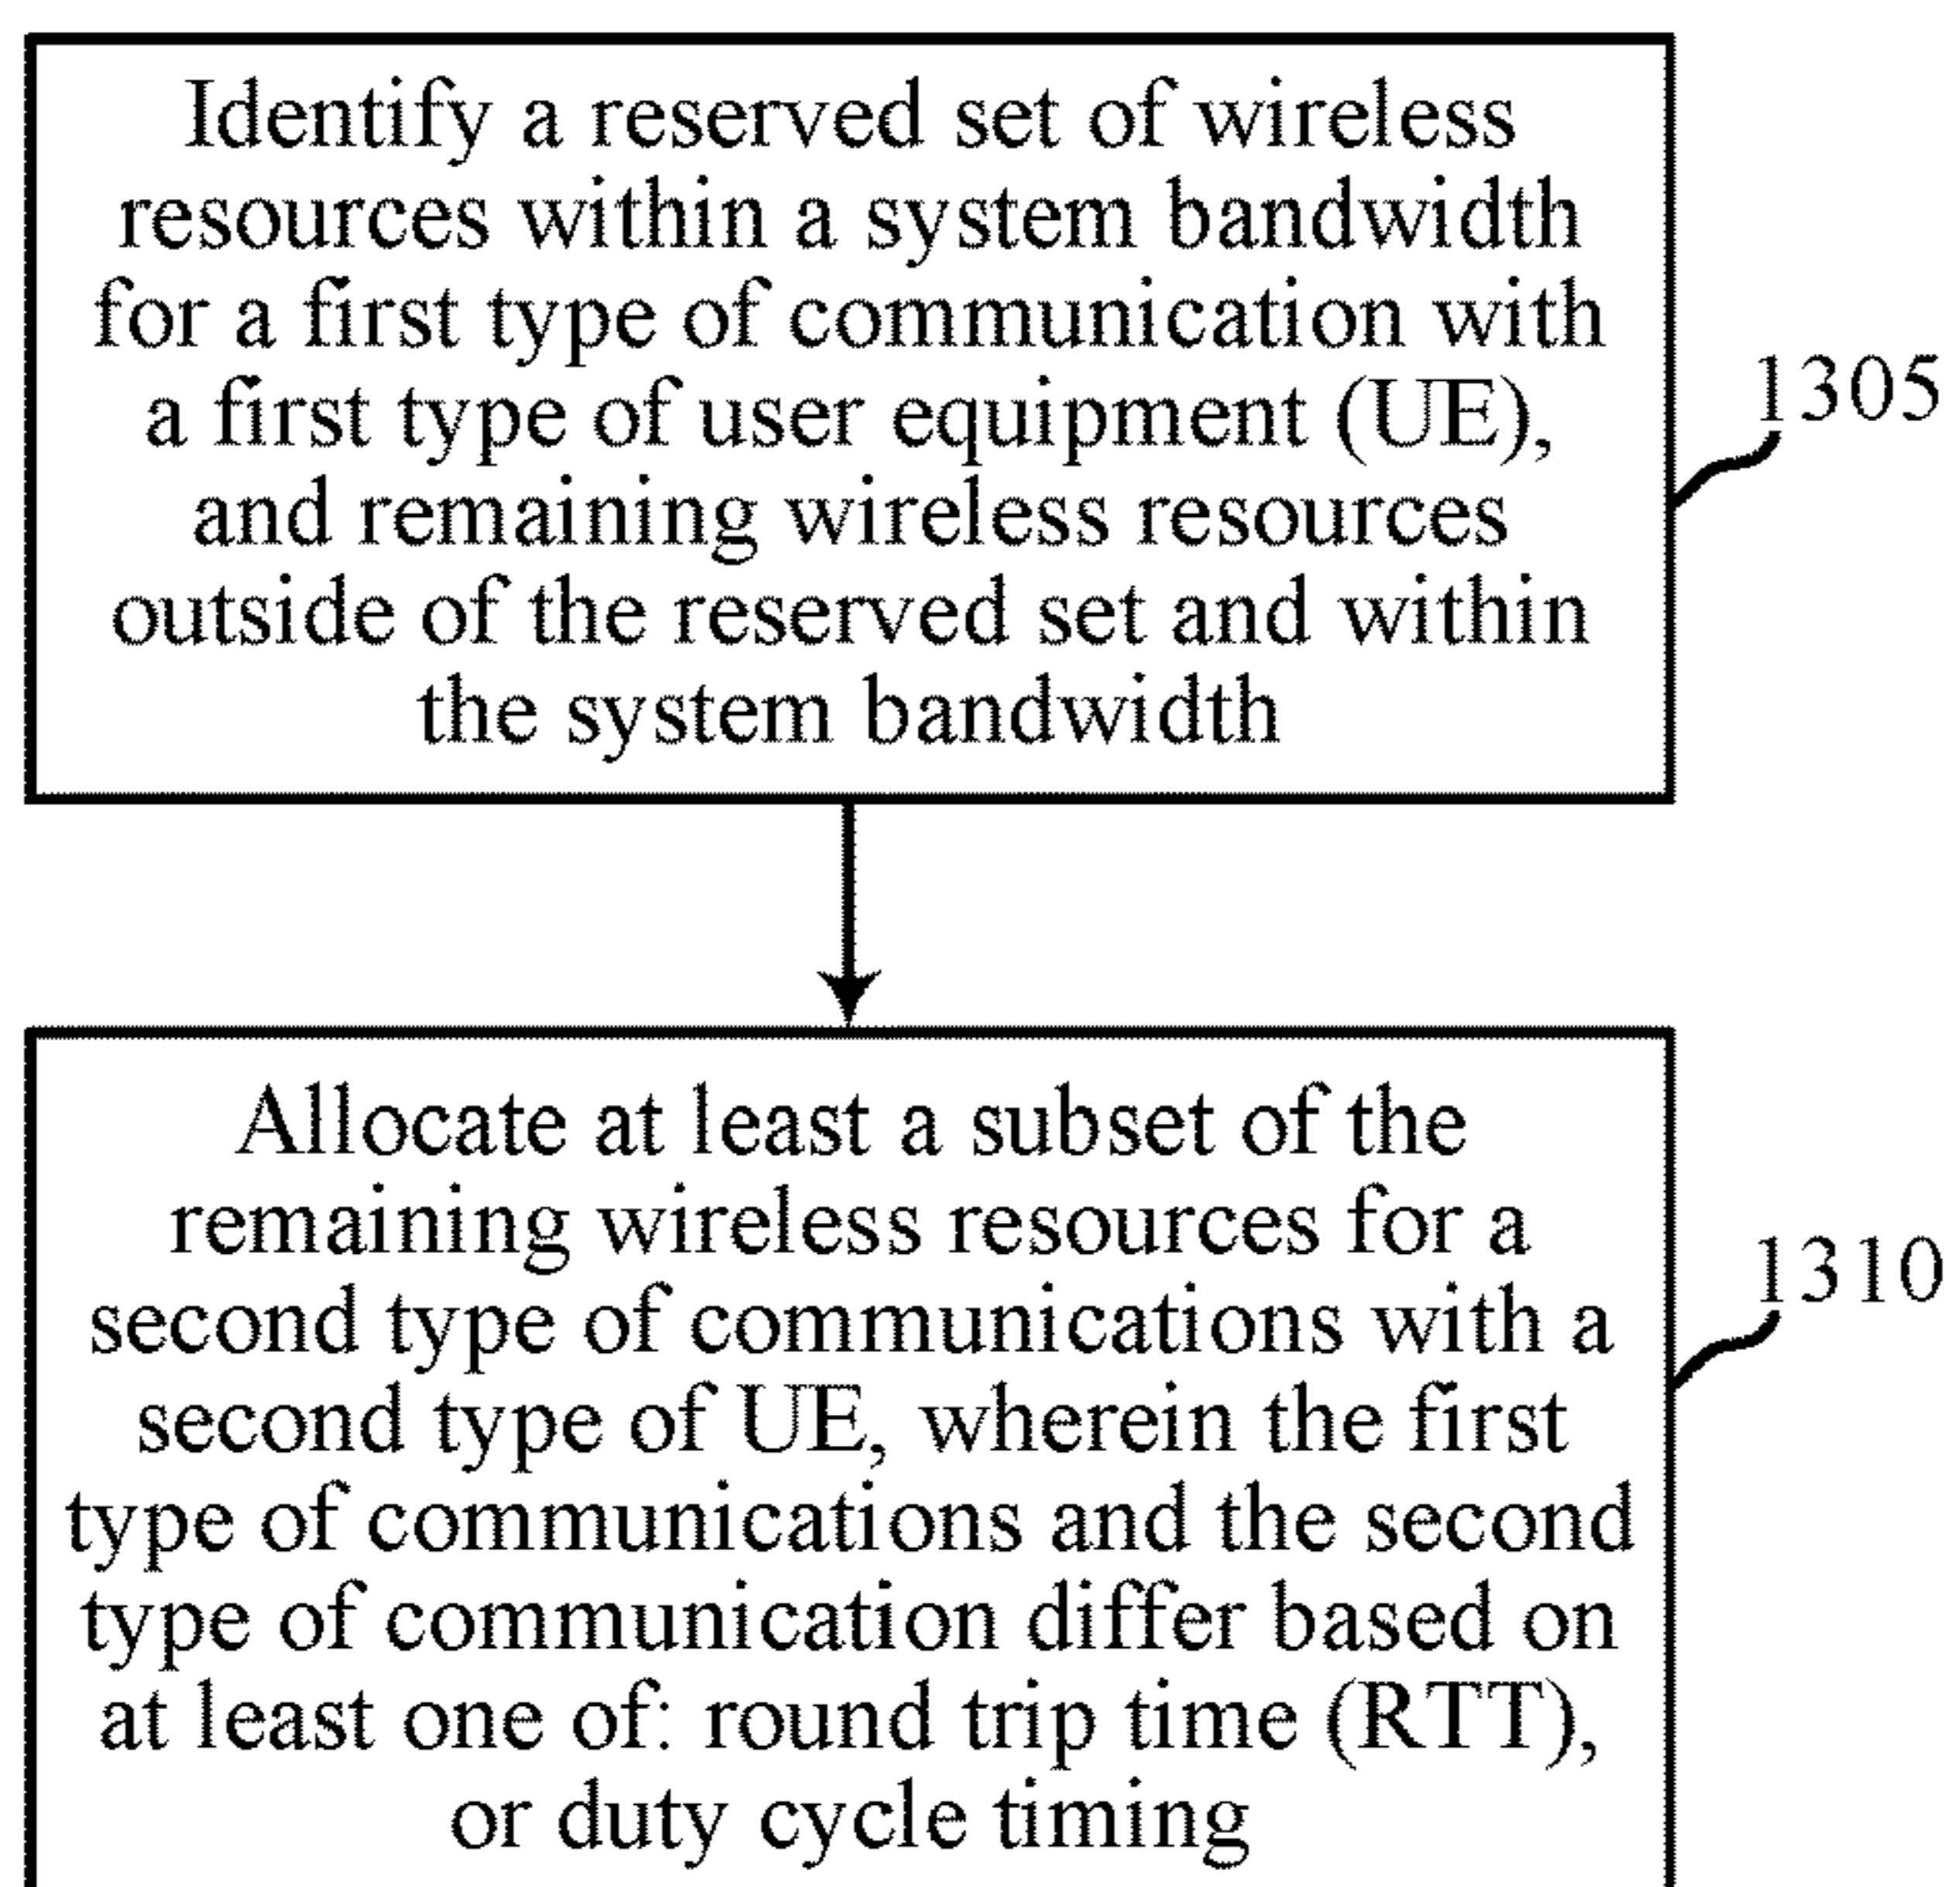 Identify a reserved set of wireless
resources within a system bandwidth
for a first type of communication with
a first type of user equipment (UE),
and remaining wireless resources
outside of the reserved set and within
the system bandwidth
1305
Allocate at least a subset of the
remaining wireless resources for a
second type of communications with a
second type of UE, wherein the first
type of communications and the second
type of communication differ based on
at least one of: round trip time (RTT),
or duty cycle timing
1310